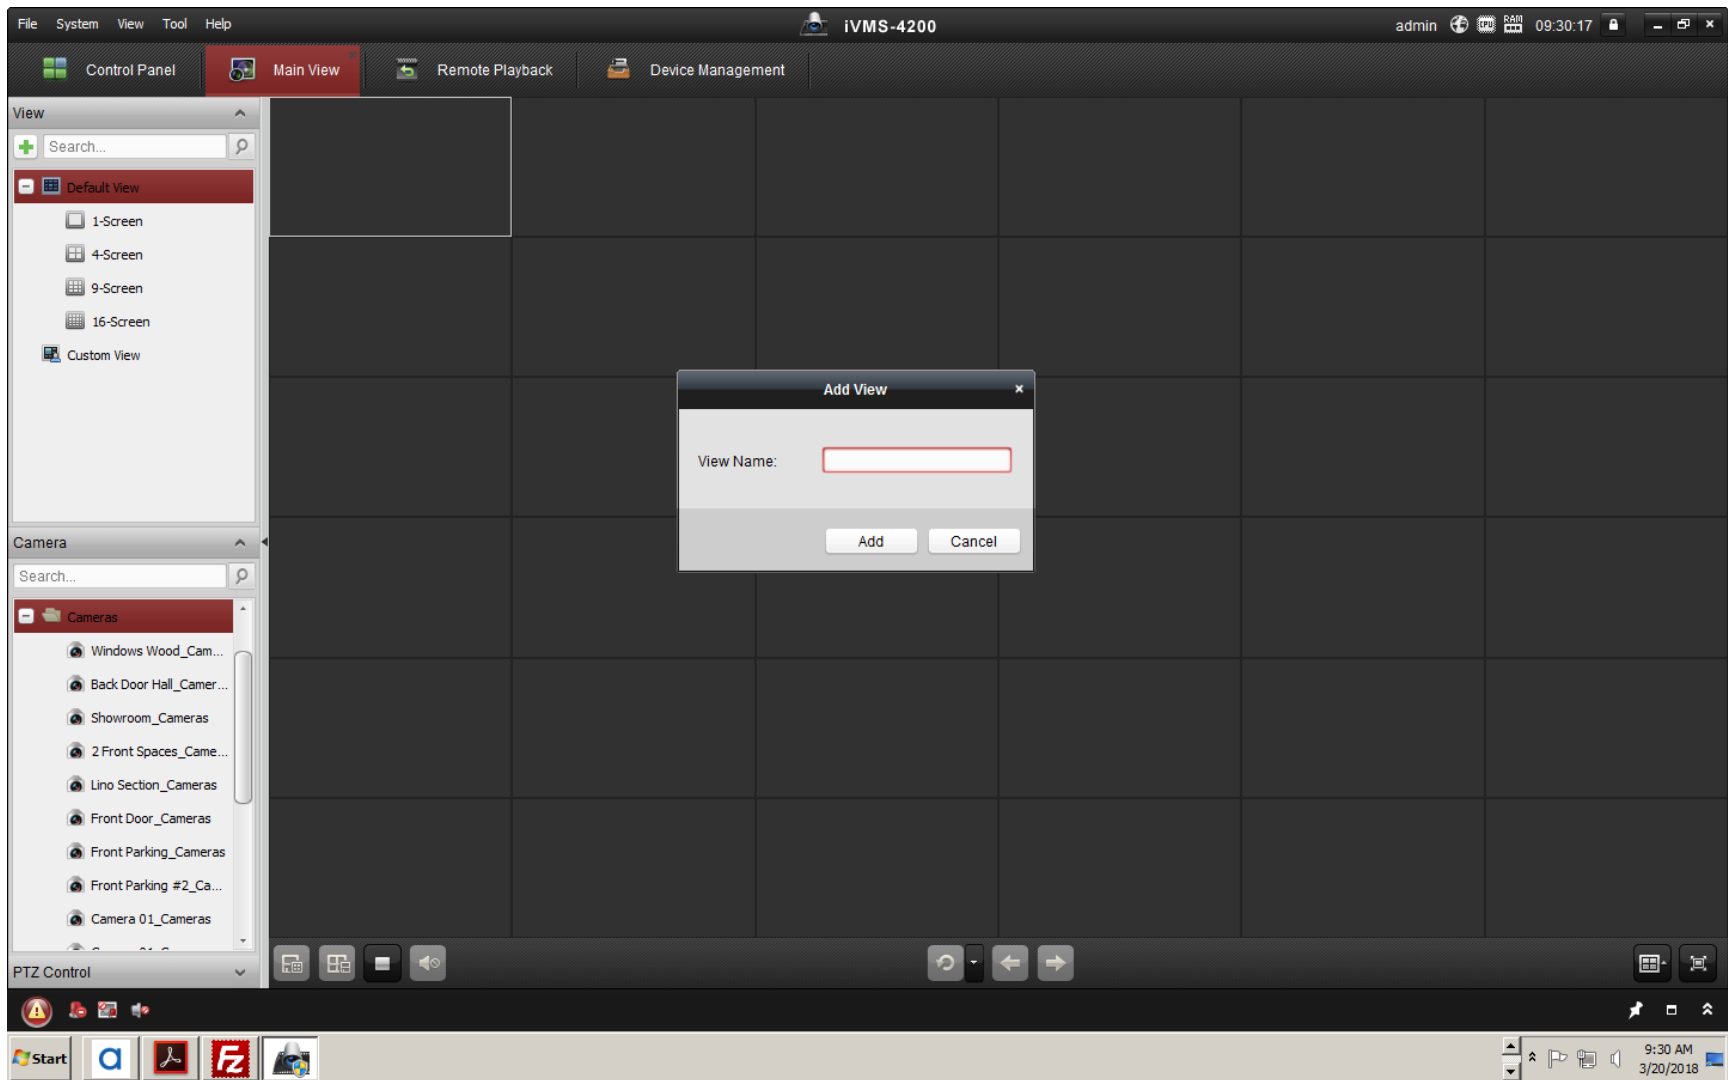 File System View Tool Help
iVMS-4200
admin CPU RAM 09:30:17
Control Panel Main View Remote Playback Device Management
View
Search...
Default View
1-Screen
4-Screen
9-Screen
16-Screen
Custom View
Add View
View Name:
Add Cancel
Camera
Search...
Cameras
Windows Wood_Cam...
Back Door Hall_Camer...
Showroom_Cameras
2 Front Spaces_Came...
Lino Section_Cameras
Front Door_Cameras
Front Parking_Cameras
Front Parking #2_Ca...
Camera 01_Cameras
PTZ Control
Start
a
Fz
9:30 AM
3/20/2018